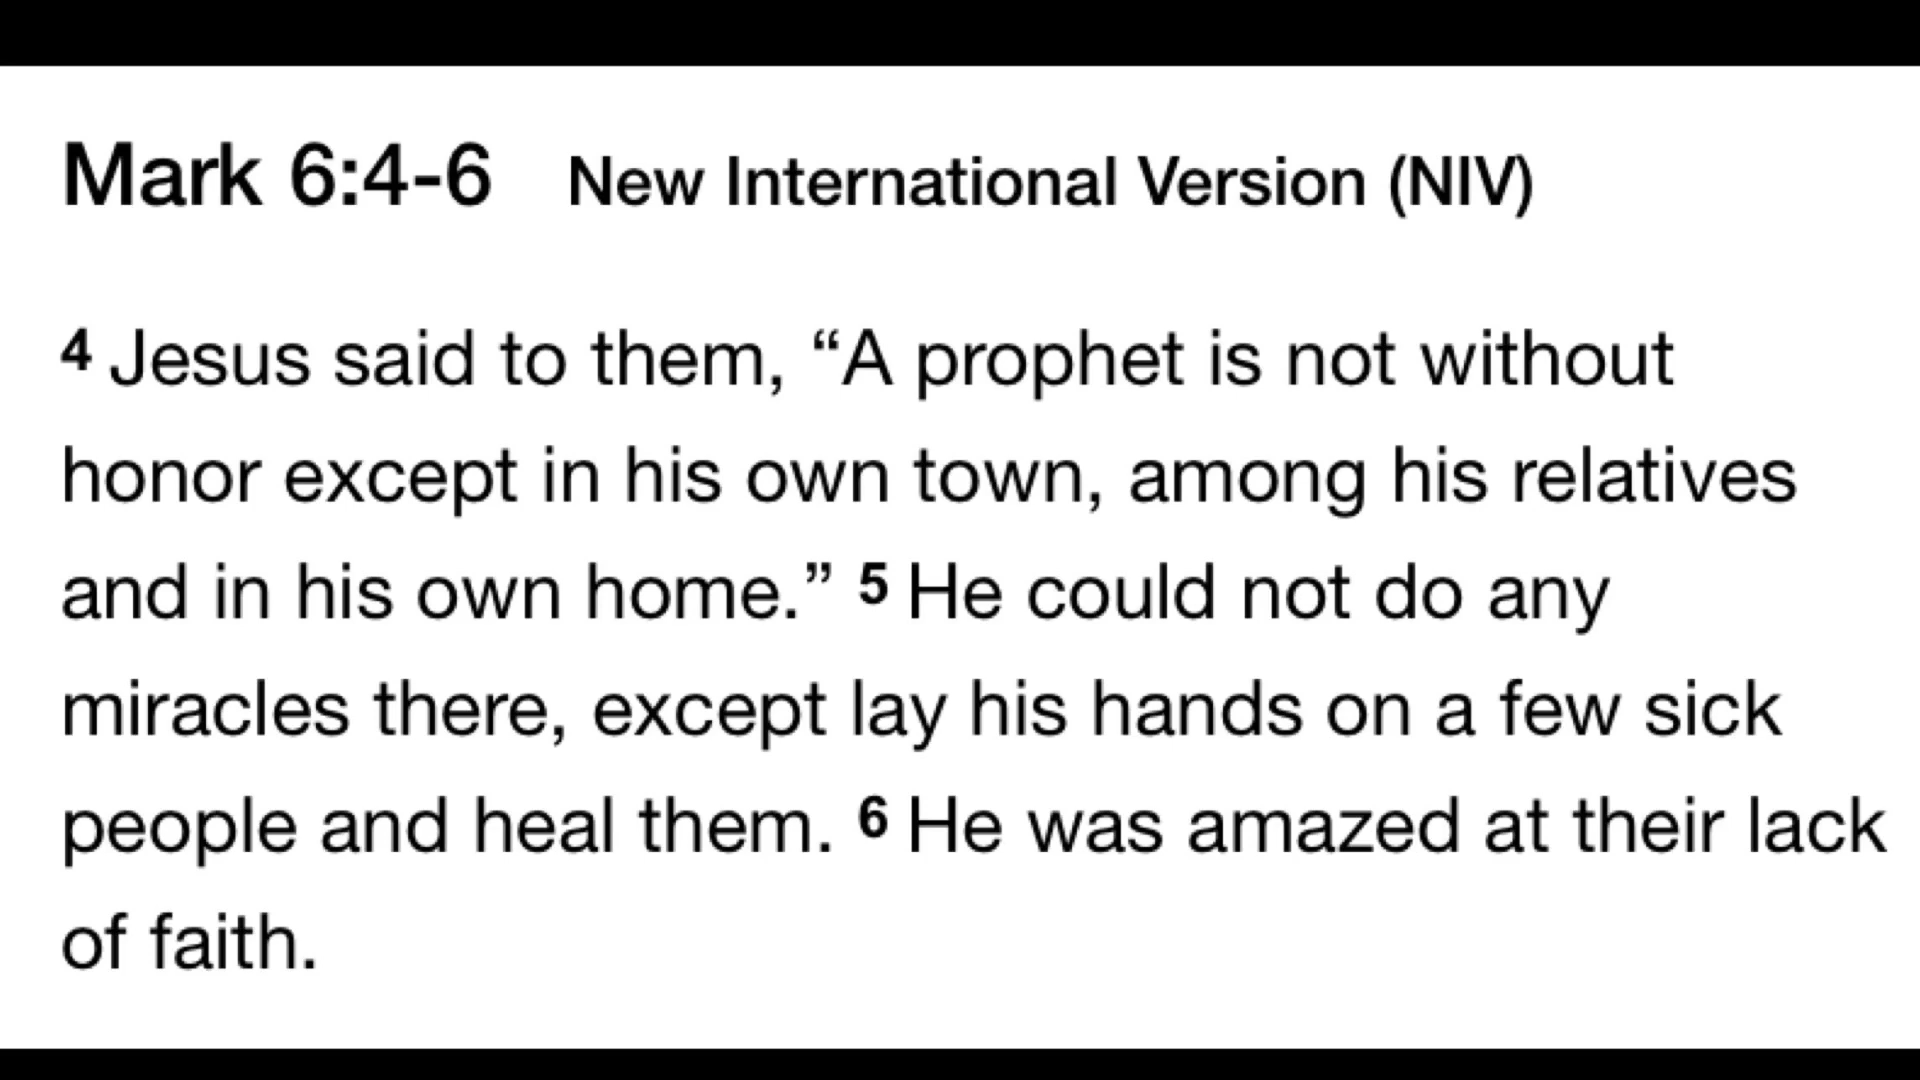 Mark 6:4-6 New International Version (NIV)
4 Jesus said to them, “A prophet is not without
honor except in his own town, among his relatives
and in his own home.” 5 He could not do any
miracles there, except lay his hands on a few sick
people and heal them. 6 He was amazed at their lack
of faith.